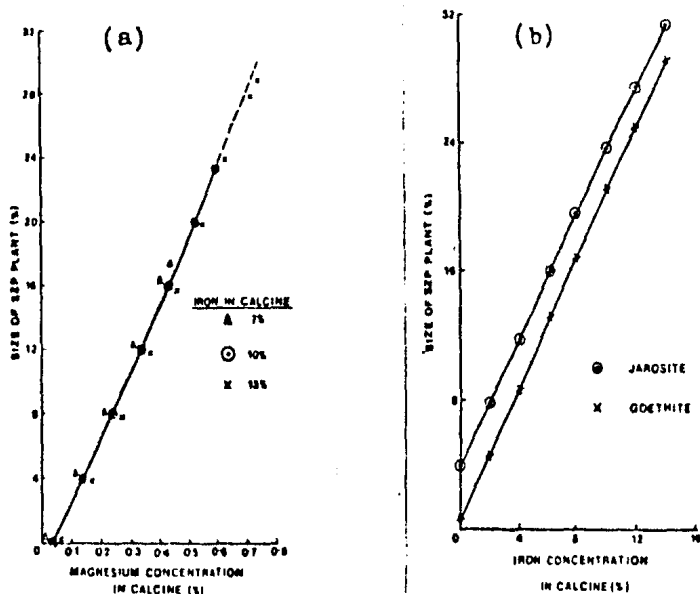 (a)
32
28
24
20
16
12
8
4
0
SIZE OF SZP PLANT (%)
IRON IN CALCINE
7%
10%
13%
0·1 0·2 0·3 0·4 0·5 0·6 0·7 0·8
MAGNESIUM CONCENTRATION
IN CALCINE (%)
(b)
32
24
16
8
SIZE OF SZP PLANT (%)
JAROSITE
GOETHITE
0 4 8 12 16
IRON CONCENTRATION
IN CALCINE (%)